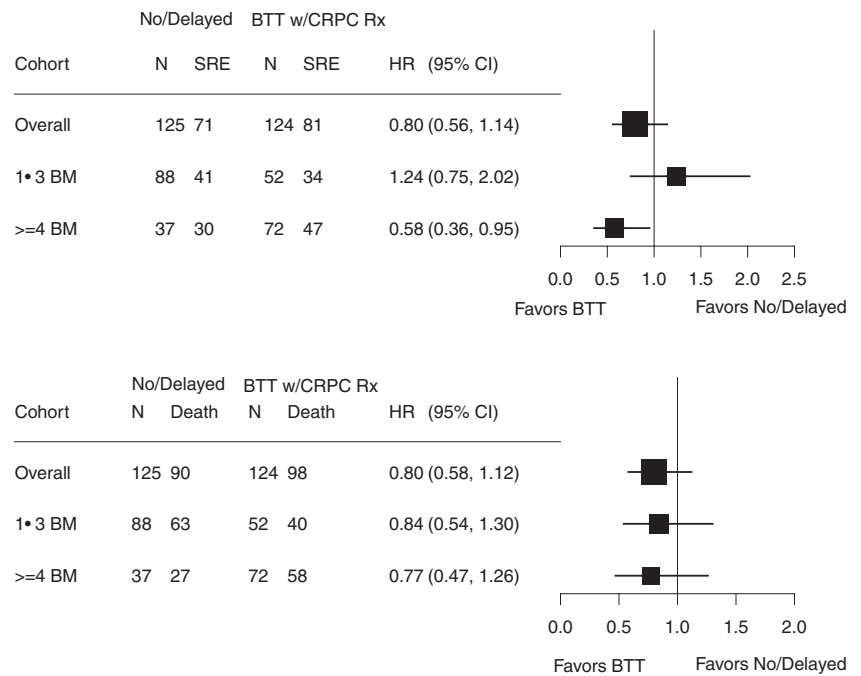 No/Delayed BTT w/CRPC Rx
Cohort N SRE N SRE HR (95% CI)
Overall 125 71 124 81 0.80 (0.56, 1.14)
1•3 BM 88 41 52 34 1.24 (0.75, 2.02)
>=4 BM 37 30 72 47 0.58 (0.36, 0.95)
0.0 0.5 1.0 1.5 2.0 2.5
Favors BTT Favors No/Delayed
No/Delayed BTT w/CRPC Rx
Cohort N Death N Death HR (95% CI)
Overall 125 90 124 98 0.80 (0.58, 1.12)
1•3 BM 88 63 52 40 0.84 (0.54, 1.30)
>=4 BM 37 27 72 58 0.77 (0.47, 1.26)
0.0 0.5 1.0 1.5 2.0
Favors BTT Favors No/Delayed